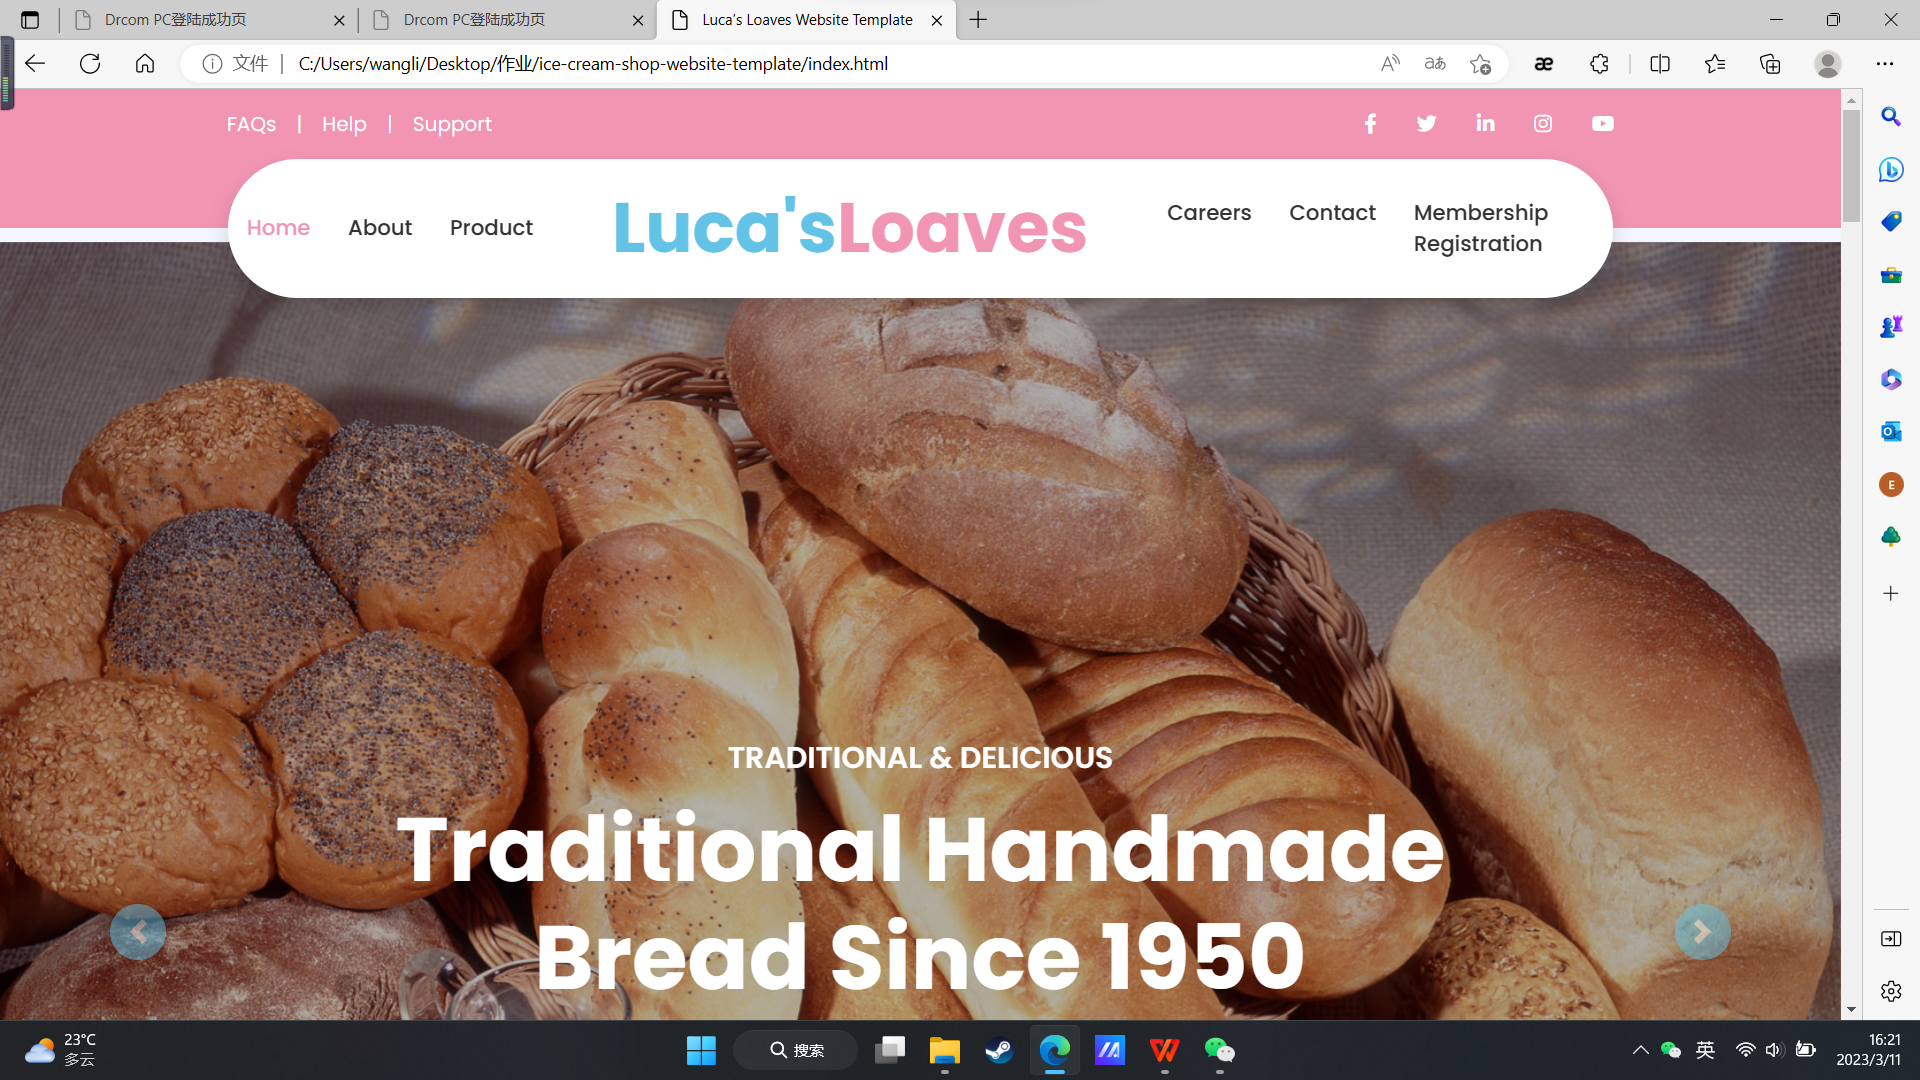 Drcom PC登陆成功页
Drcom PC登陆成功页
Luca's Loaves Website Template
文件
C:/Users/wangli/Desktop/作业/ice-cream-shop-website-template/index.html
FAQs | Help | Support
Home
About
Product
Luca'sLoaves
Careers
Contact
Membership
Registration
TRADITIONAL & DELICIOUS
Traditional Handmade
Bread Since 1950
23°C
多云
搜索
英
16:21
2023/3/11